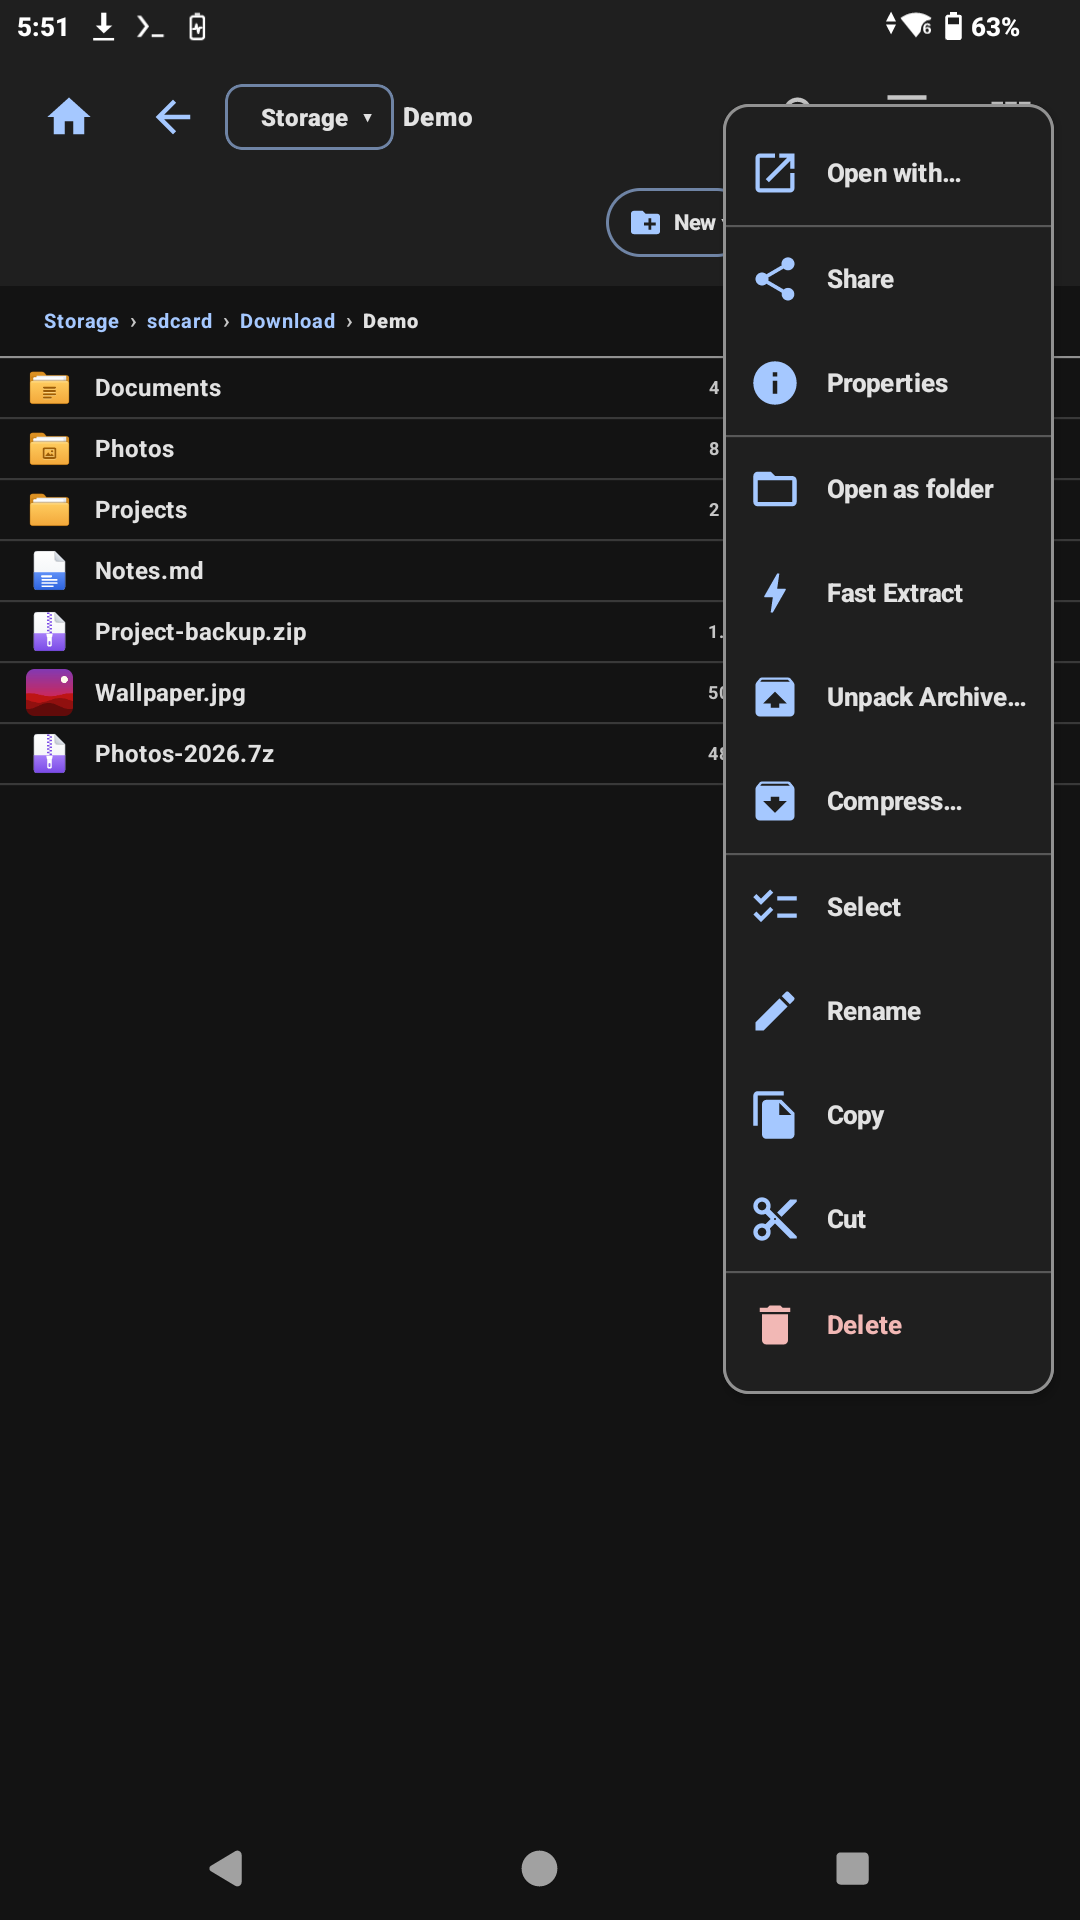 5:51
6
63%
Storage ▾ Demo
New
Open with...
Share
Properties
Open as folder
Fast Extract
Unpack Archive...
Compress...
Select
Rename
Copy
Cut
Delete
Storage › sdcard › Download › Demo
Documents 4
Photos 8
Projects 2
Notes.md
Project-backup.zip 1.
Wallpaper.jpg
Photos-2026.7z